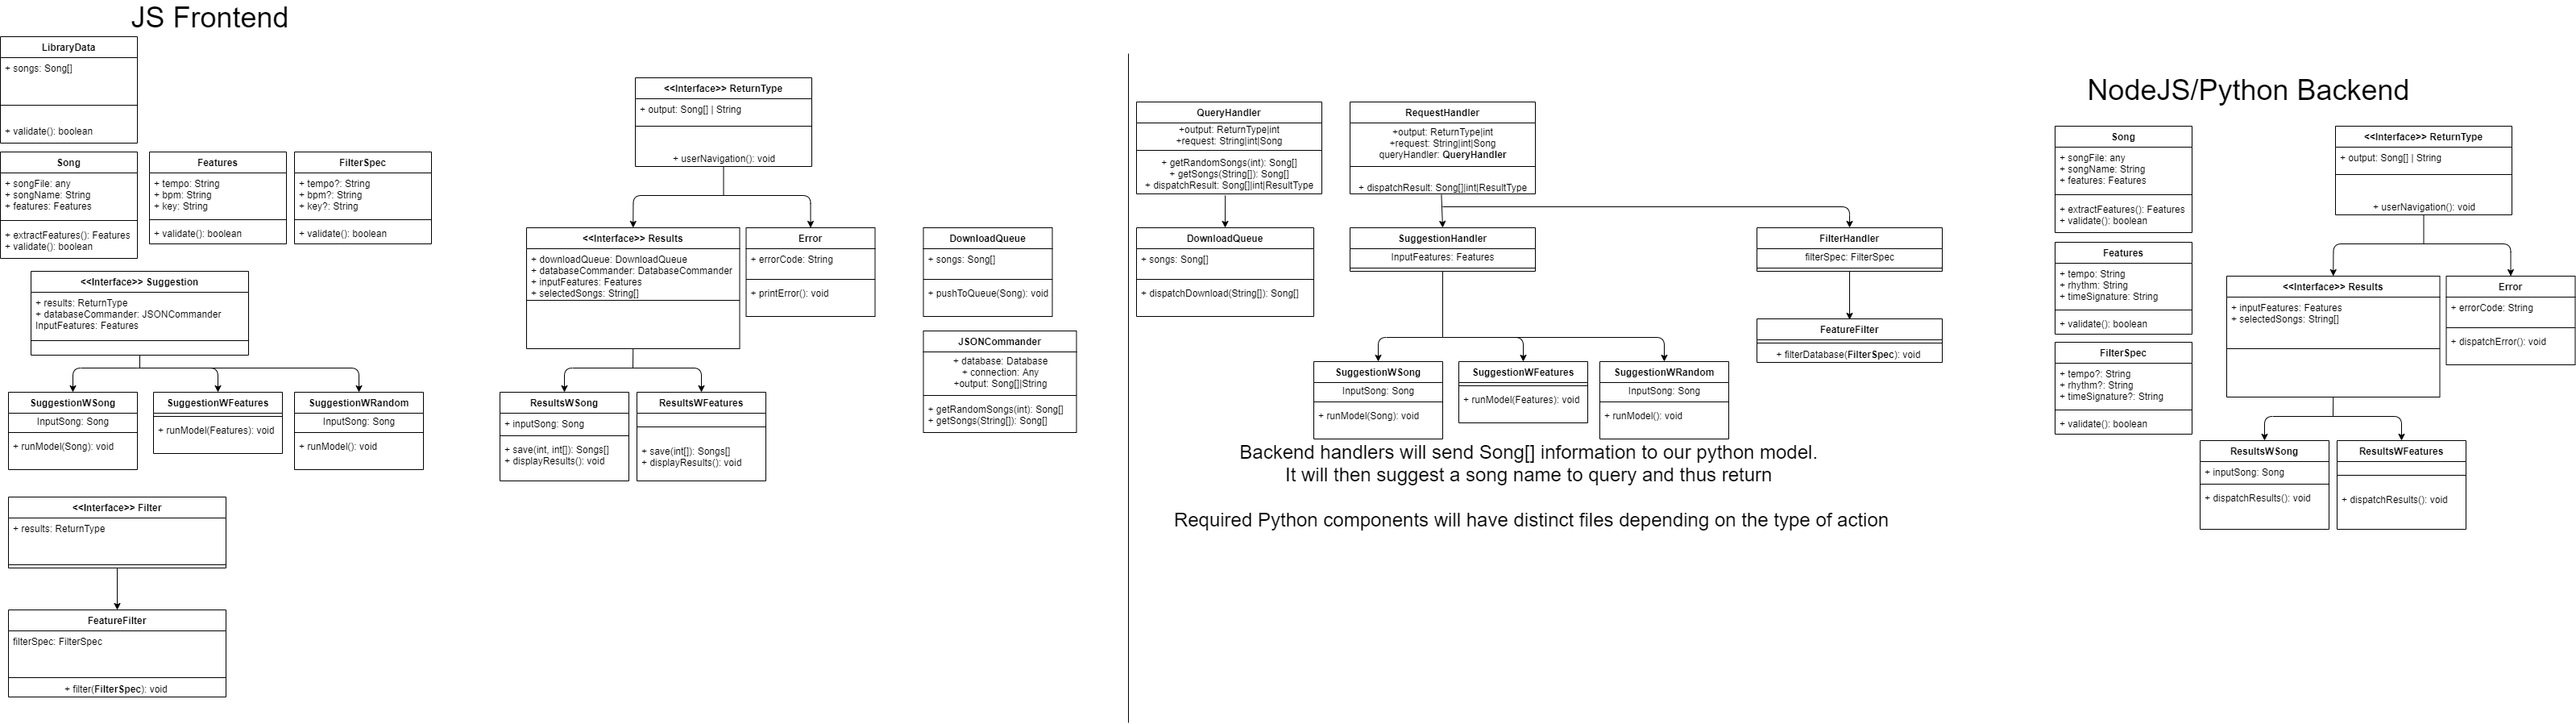 JS Frontend
LibraryData
+ songs: Song[]
+ validate(): boolean
Song
+ songFile: any
+ songName: String
+ features: Features
+ extractFeatures(): Features
+ validate(): boolean
Features
+ tempo: String
+ bpm: String
+ key: String
+ validate(): boolean
FilterSpec
+ tempo?: String
+ bpm?: String
+ key?: String
+ validate(): boolean
<<Interface>> Suggestion
+ results: ReturnType
+ databaseCommander: JSONCommander
InputFeatures: Features
SuggestionWSong
InputSong: Song
+ runModel(Song): void
SuggestionWFeatures
+ runModel(Features): void
SuggestionWRandom
InputSong: Song
+ runModel(): void
<<Interface>> Filter
+ results: ReturnType
FeatureFilter
filterSpec: FilterSpec
+ filter(FilterSpec): void
<<Interface>> ReturnType
+ output: Song[] | String
+ userNavigation(): void
<<Interface>> Results
+ downloadQueue: DownloadQueue
+ databaseCommander: DatabaseCommander
+ inputFeatures: Features
+ selectedSongs: String[]
Error
+ errorCode: String
+ printError(): void
ResultsWSong
+ inputSong: Song
+ save(int, int[]): Songs[]
+ displayResults(): void
ResultsWFeatures
+ save(int[]): Songs[]
+ displayResults(): void
DownloadQueue
+ songs: Song[]
+ pushToQueue(Song): void
JSONCommander
+ database: Database
+ connection: Any
+output: Song[]|String
+ getRandomSongs(int): Song[]
+ getSongs(String[]): Song[]
QueryHandler
+output: ReturnType|int
+request: String|int|Song
+ getRandomSongs(int): Song[]
+ getSongs(String[]): Song[]
+ dispatchResult: Song[]|int|ResultType
DownloadQueue
+ songs: Song[]
+ dispatchDownload(String[]): Song[]
RequestHandler
+output: ReturnType|int
+request: String|int|Song
queryHandler: QueryHandler
+ dispatchResult: Song[]|int|ResultType
SuggestionHandler
InputFeatures: Features
FilterHandler
filterSpec: FilterSpec
FeatureFilter
+ filterDatabase(FilterSpec): void
SuggestionWSong
InputSong: Song
+ runModel(Song): void
SuggestionWFeatures
+ runModel(Features): void
SuggestionWRandom
InputSong: Song
+ runModel(): void
Backend handlers will send Song[] information to our python model.
It will then suggest a song name to query and thus return
Required Python components will have distinct files depending on the type of action
NodeJS/Python Backend
Song
+ songFile: any
+ songName: String
+ features: Features
+ extractFeatures(): Features
+ validate(): boolean
Features
+ tempo: String
+ rhythm: String
+ timeSignature: String
+ validate(): boolean
FilterSpec
+ tempo?: String
+ rhythm?: String
+ timeSignature?: String
+ validate(): boolean
<<Interface>> ReturnType
+ output: Song[] | String
+ userNavigation(): void
<<Interface>> Results
+ inputFeatures: Features
+ selectedSongs: String[]
Error
+ errorCode: String
+ dispatchError(): void
ResultsWSong
+ inputSong: Song
+ dispatchResults(): void
ResultsWFeatures
+ dispatchResults(): void